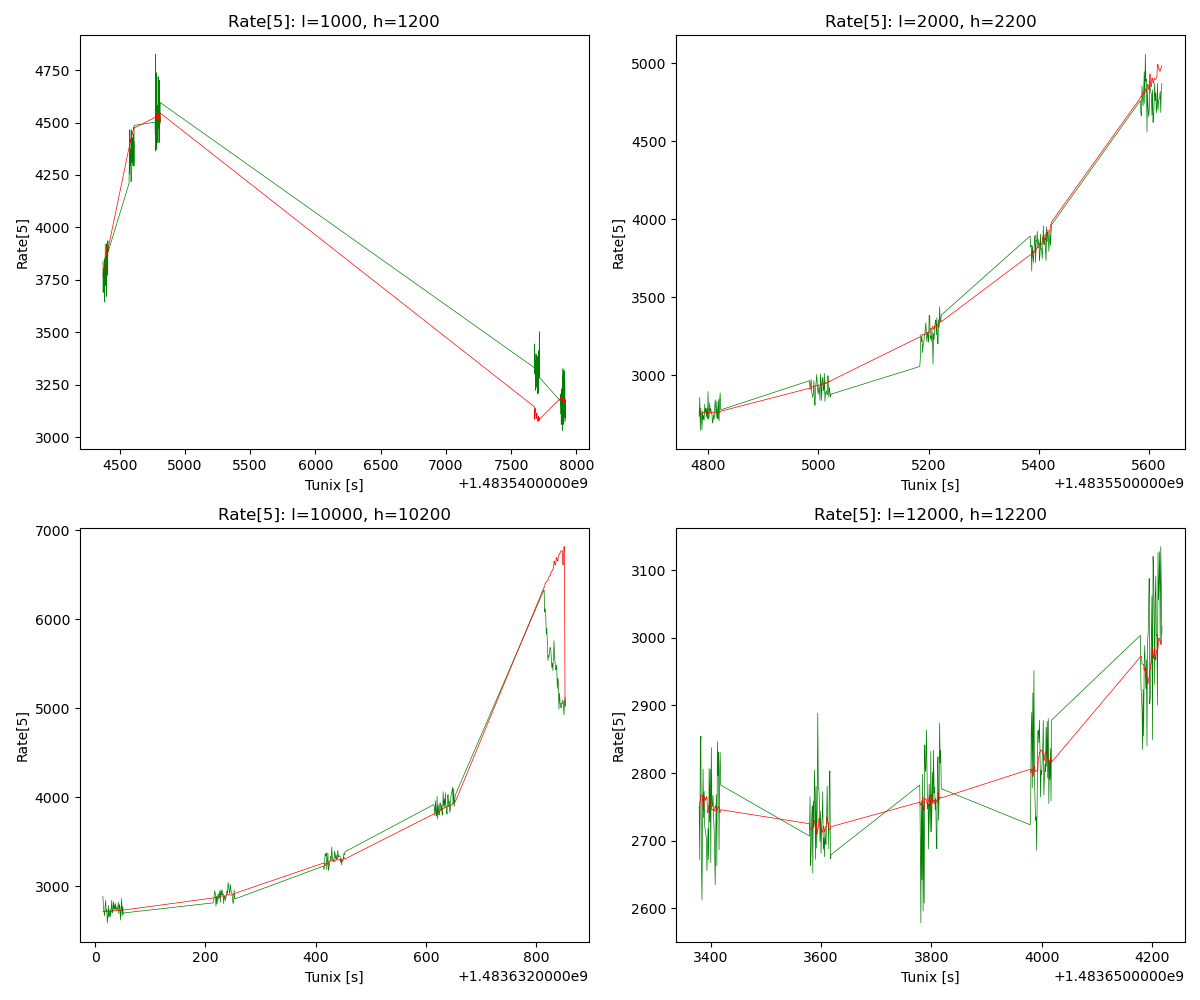 Rate[5]: l=1000, h=1200
Rate[5]
4750
4500
4250
4000
3750
3500
3250
3000
4500 5000 5500 6000 6500 7000 7500 8000
Tunix [s]
+1.4835400000e9
Rate[5]: l=2000, h=2200
Rate[5]
5000
4500
4000
3500
3000
4800 5000 5200 5400 5600
Tunix [s]
+1.4835500000e9
Rate[5]: l=10000, h=10200
Rate[5]
7000
6000
5000
4000
3000
0 200 400 600 800
Tunix [s]
+1.4836320000e9
Rate[5]: l=12000, h=12200
Rate[5]
3100
3000
2900
2800
2700
2600
3400 3600 3800 4000 4200
Tunix [s]
+1.4836500000e9